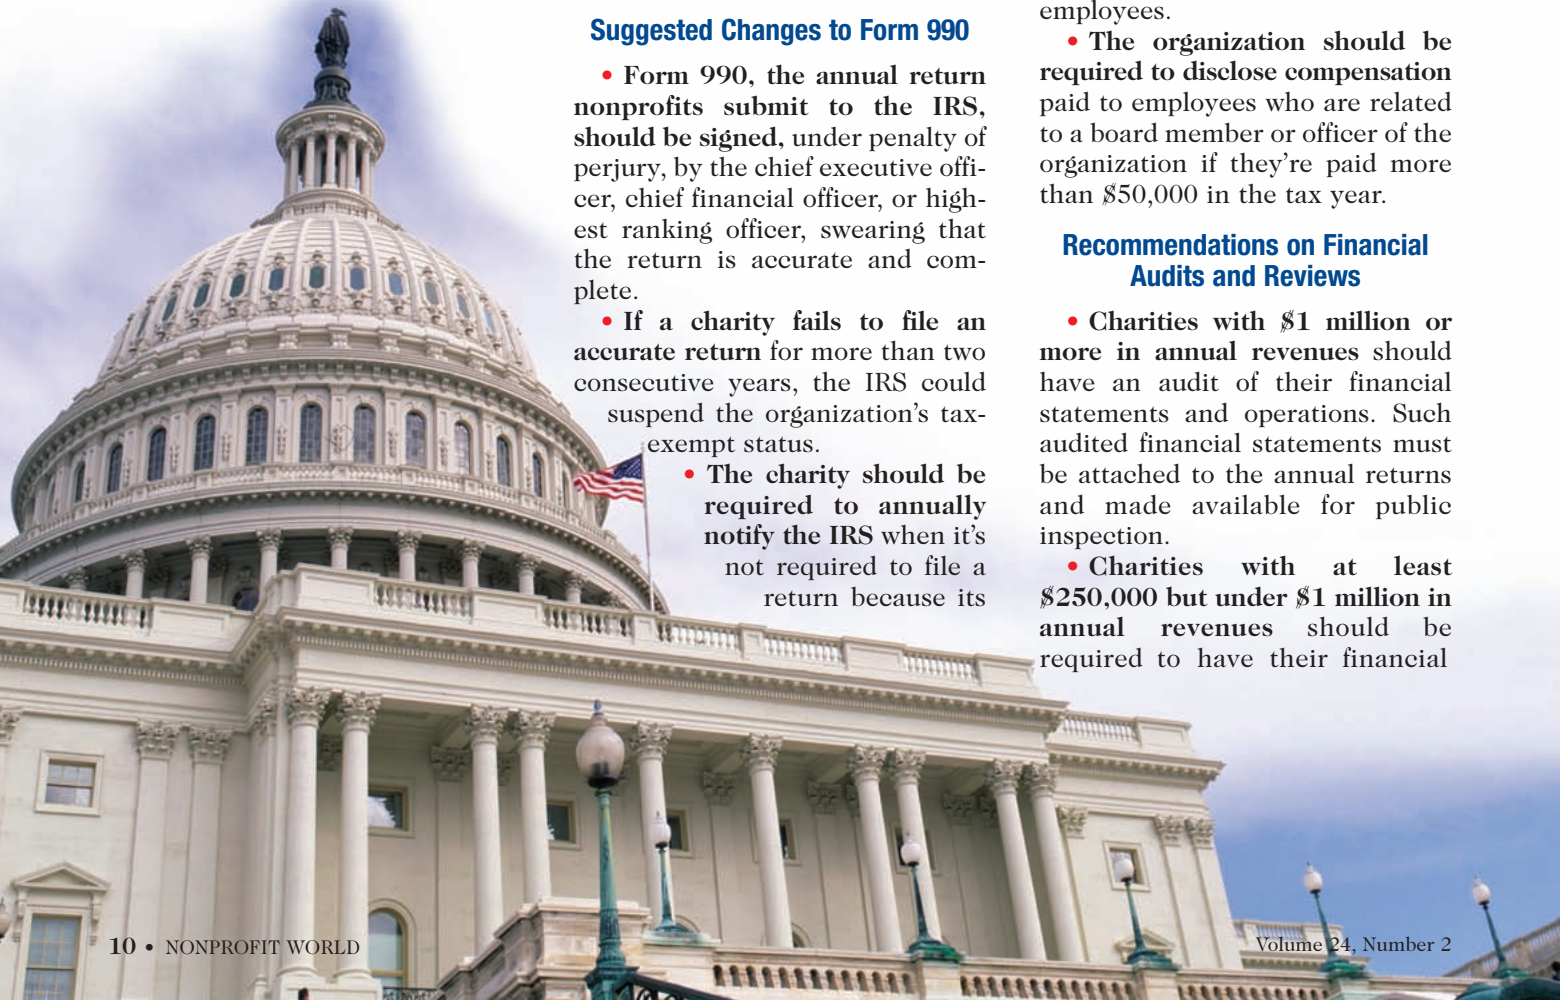 Suggested Changes to Form 990
• Form 990, the annual return
nonprofits submit to the IRS,
should be signed, under penalty of
perjury, by the chief executive offi-
cer, chief financial officer, or high-
est ranking officer, swearing that
the return is accurate and com-
plete.
• If a charity fails to file an
accurate return for more than two
consecutive years, the IRS could
suspend the organization's tax-
exempt status.
• The charity should be
required to annually
notify the IRS when it's
not required to file a
return because its
employees.
• The organization should be
required to disclose compensation
paid to employees who are related
to a board member or officer of the
organization if they're paid more
than $50,000 in the tax year.
Recommendations on Financial
Audits and Reviews
• Charities with $1 million or
more in annual revenues should
have an audit of their financial
statements and operations. Such
audited financial statements must
be attached to the annual returns
and made available for public
inspection.
• Charities with at least
$250,000 but under $1 million in
annual revenues should be
required to have their financial
10 • NONPROFIT WORLD
Volume 24, Number 2